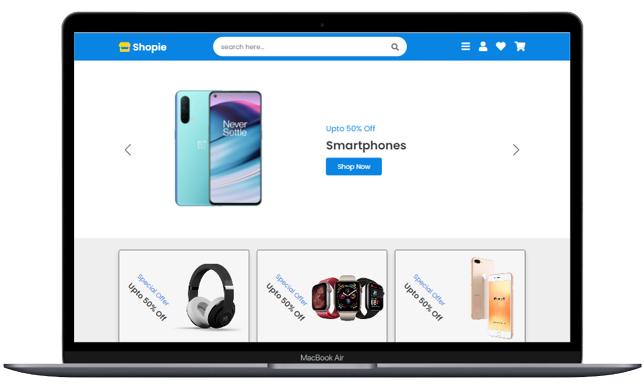 Shopie
search here...
Never
Settle
Upto 50% Off
Smartphones
Shop Now
Special Offer
Upto 50% Off
Special Offer
Upto 50% Off
Special Offer
Upto 50% Off
MacBook Air